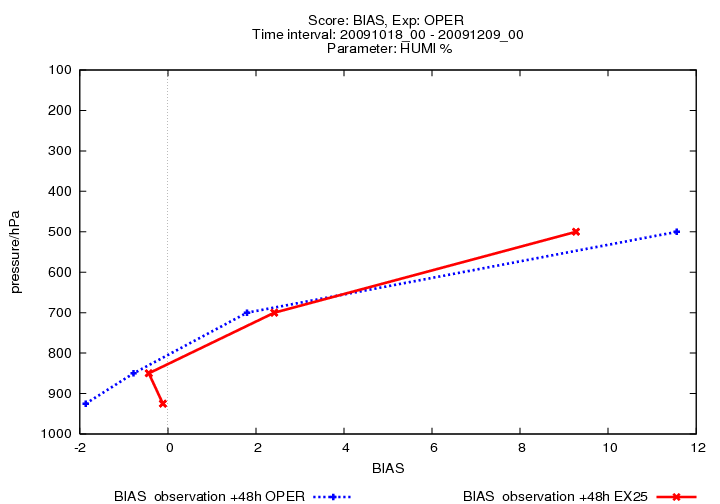 Score: BIAS, Exp: OPER
Time interval: 20091018_00 - 20091209_00
Parameter: HUMI %
100
200
300
400
500
600
700
800
900
1000
pressure/hPa
-2
0
2
4
6
8
10
12
BIAS
BIAS observation +48h OPER
BIAS observation +48h EX25